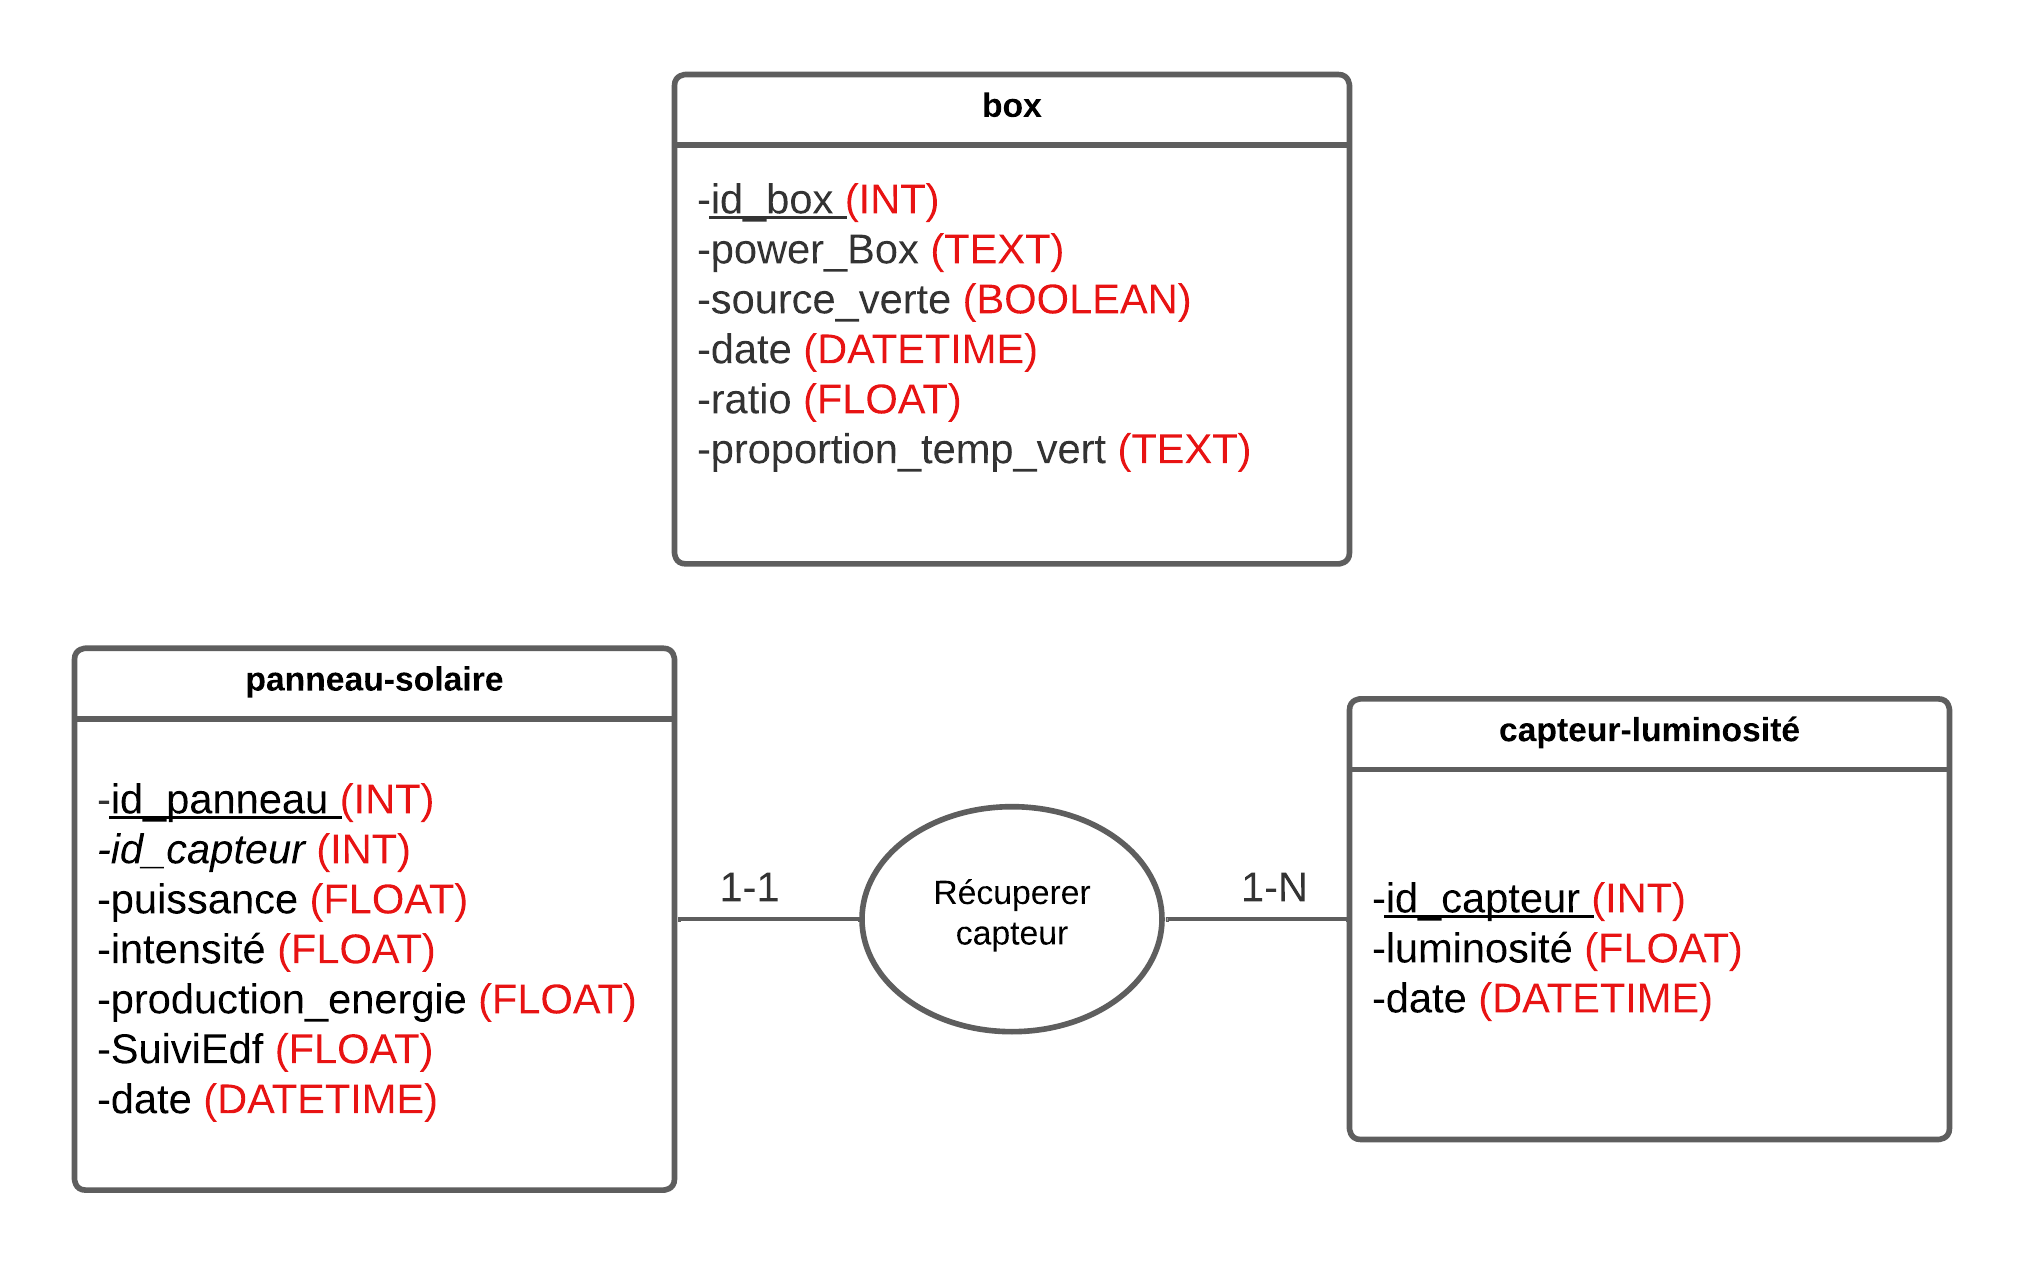 box
-id_box (INT)
-power_Box (TEXT)
-source_verte (BOOLEAN)
-date (DATETIME)
-ratio (FLOAT)
-proportion_temp_vert (TEXT)
panneau-solaire
-id_panneau (INT)
-id_capteur (INT)
-puissance (FLOAT)
-intensité (FLOAT)
-production_energie (FLOAT)
-SuiviEdf (FLOAT)
-date (DATETIME)
1-1
Récuperer
capteur
1-N
capteur-luminosité
-id_capteur (INT)
-luminosité (FLOAT)
-date (DATETIME)